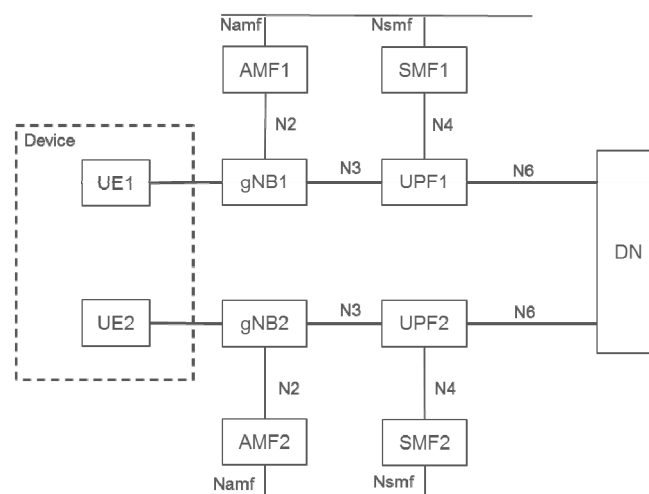 Namf Nsmf
AMF1 SMF1
N2 N4
Device
UE1 gNB1 N3 UPF1 N6
DN
UE2 gNB2 N3 UPF2 N6
N2 N4
AMF2 SMF2
Namf Nsmf